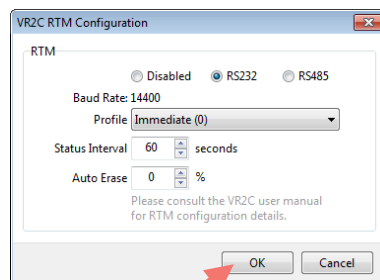 VR2C RTM Configuration
RTM
Disabled RS232 RS485
Baud Rate: 14400
Profile Immediate (0)
Status Interval 60 seconds
Auto Erase 0 %
Please consult the VR2C user manual
for RTM configuration details.
OK Cancel